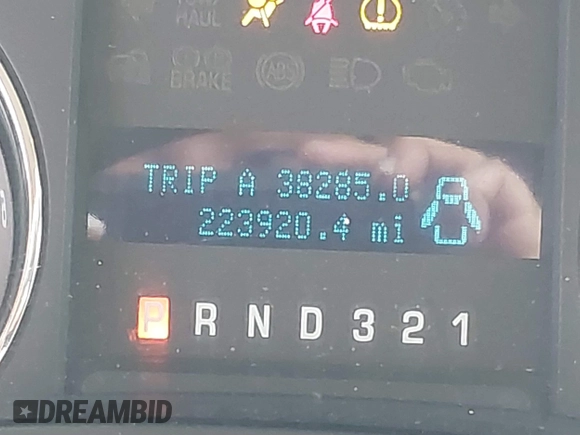 TOW/
HAUL
BRAKE
ABS
TRIP A 38285.0
223920.4 mi
P R N D 3 2 1
DREAMBID